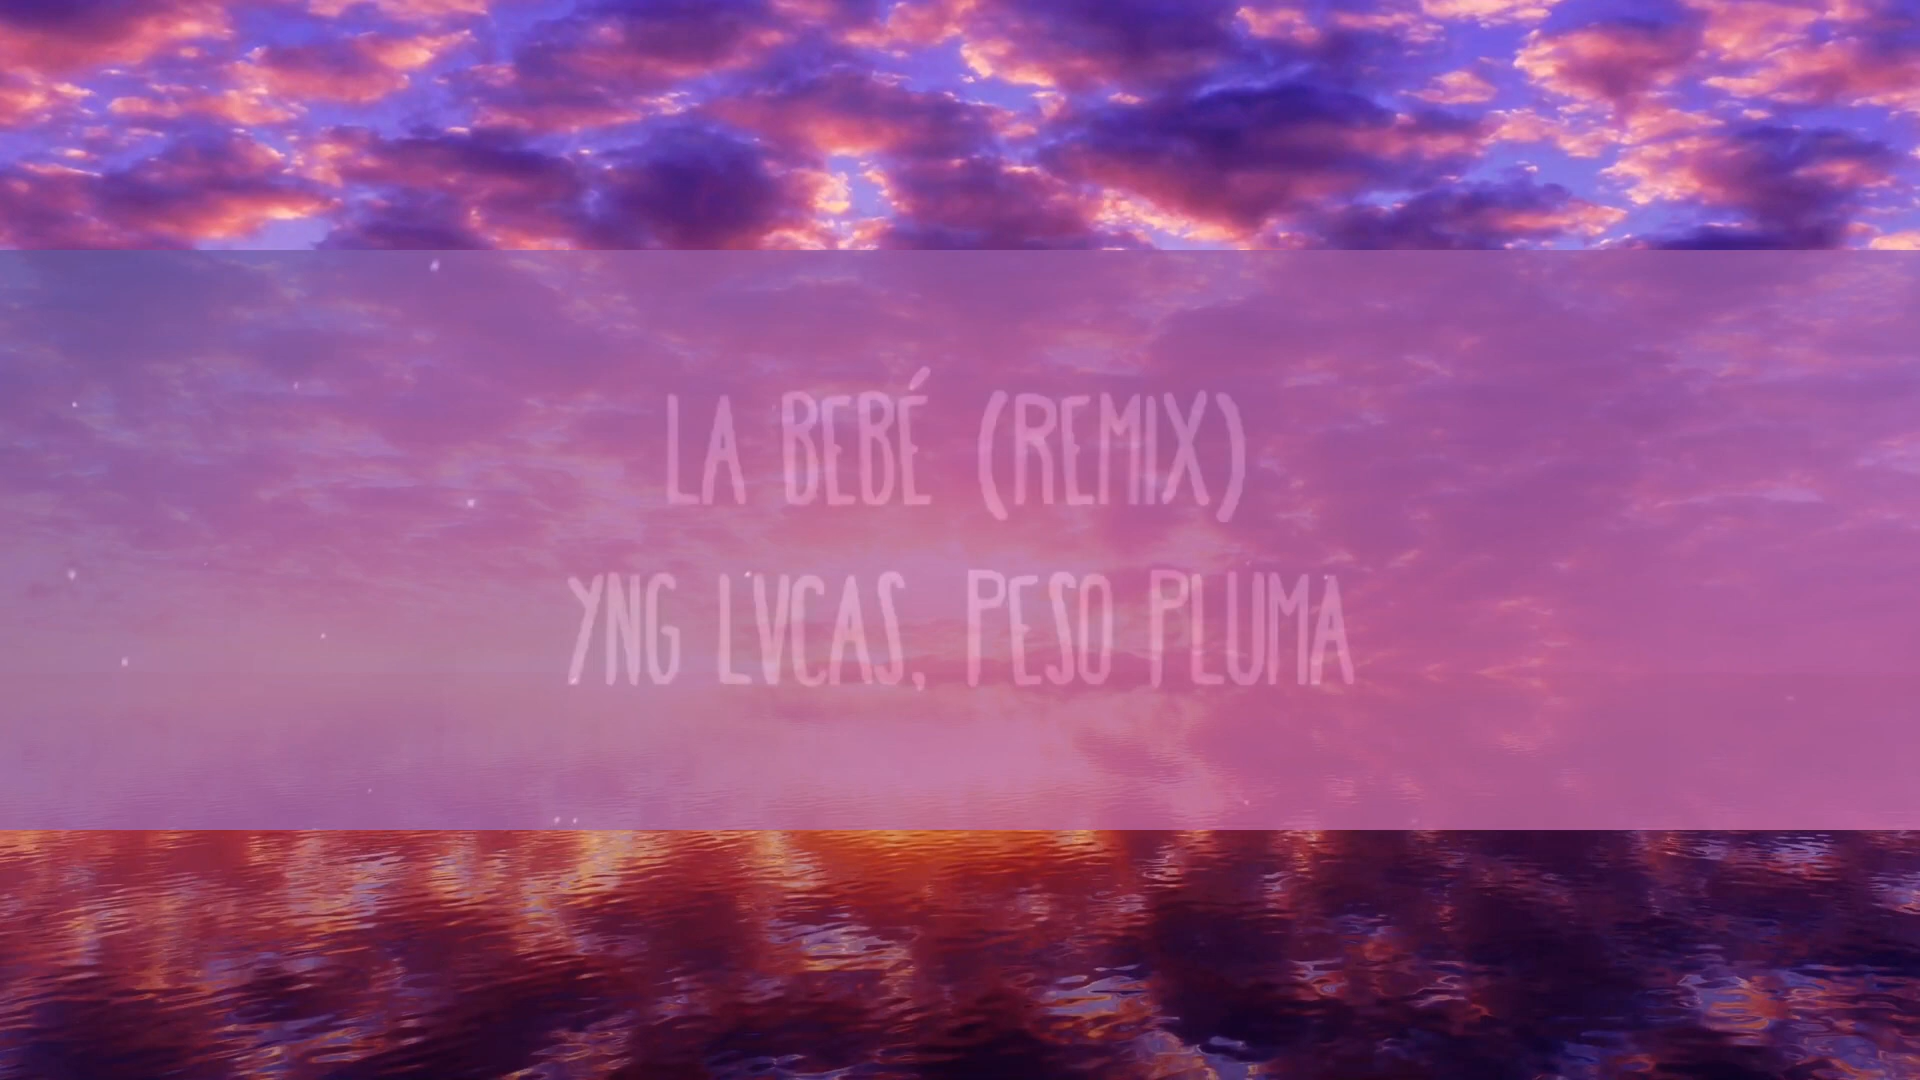 LA BEBÉ (REMIX)
YNG LVCAS, PESO PLUMA